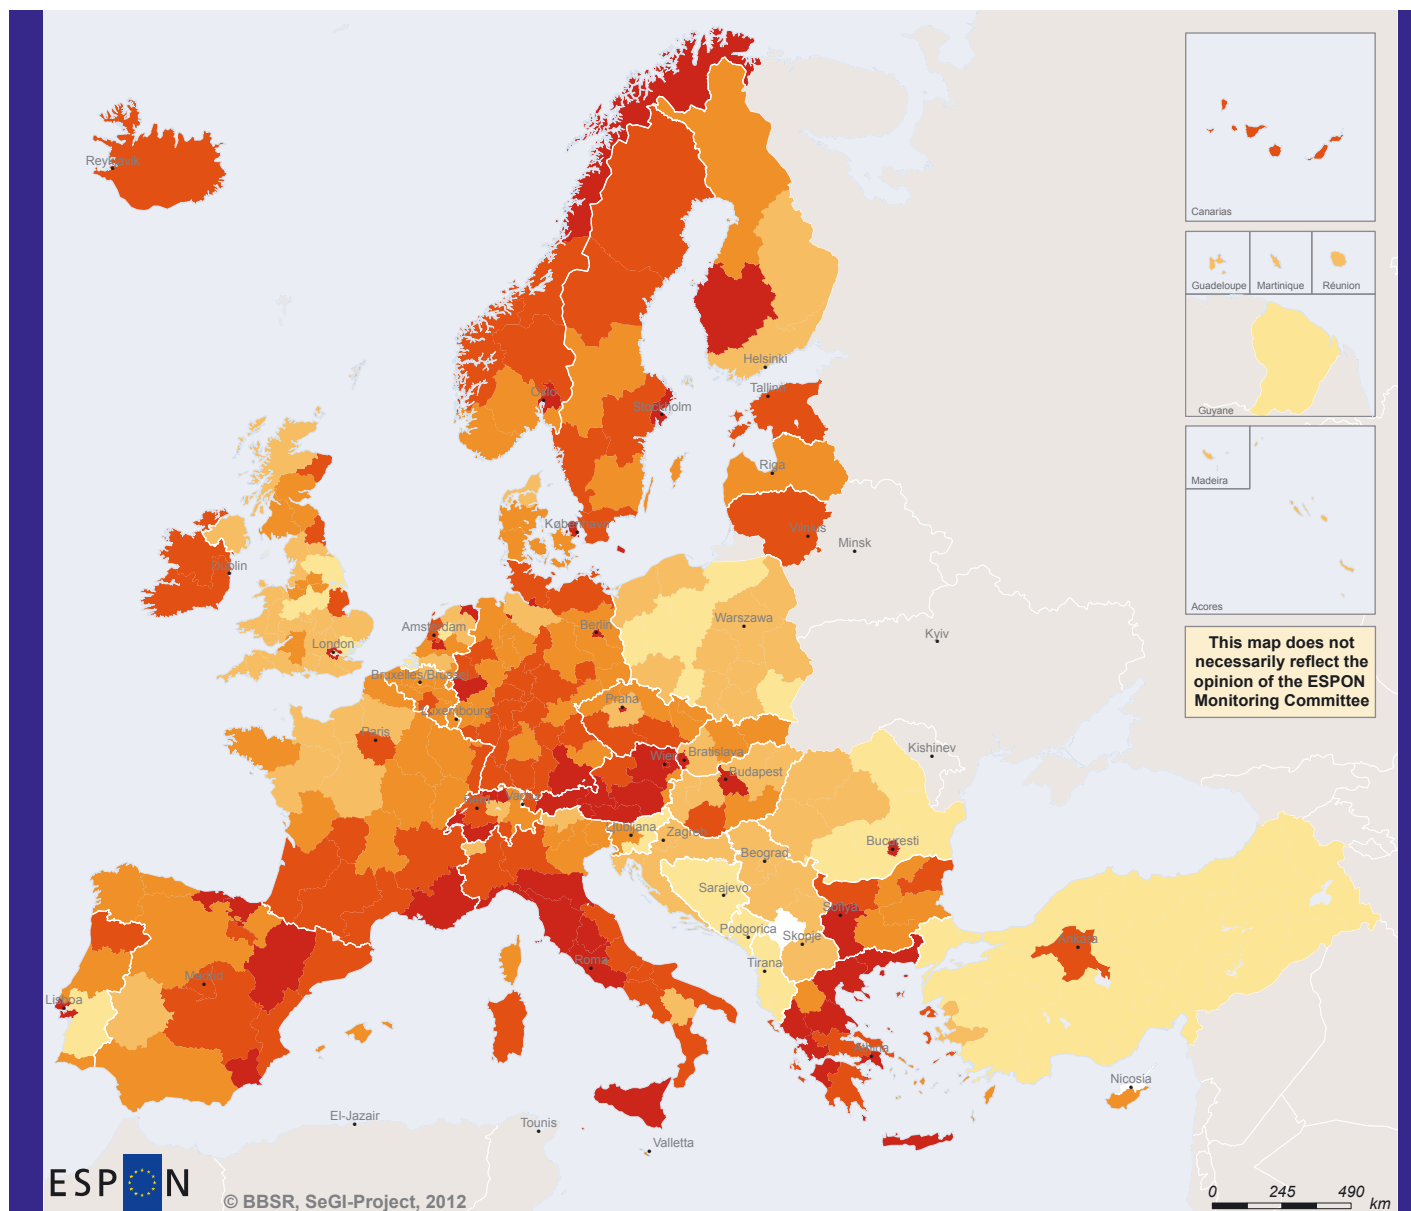 Reykjavik
Canarias
Guadeloupe
Martinique
Réunion
Guyane
Helsinki
Tallinn
Oslo
Stockholm
Riga
Madeira
København
Vilnius
Minsk
Dublin
Acores
Amsterdam
Berlin
Warszawa
Kyiv
London
This map does not
necessarily reflect the
opinion of the ESPON
Monitoring Committee
Bruxelles/Brussel
Praha
Luxembourg
Paris
Kishinev
Wien
Bratislava
Budapest
Bern
Vaduz
Ljubljana
Zagreb
Bucuresti
Beograd
Sarajevo
Sofiya
Podgorica
Skopje
Ankara
Tirana
Roma
Madrid
Lisboa
Athina
Nicosia
El-Jazair
Tounis
Valletta
ESPON
© BBSR, SeGI-Project, 2012
0 245 490
km